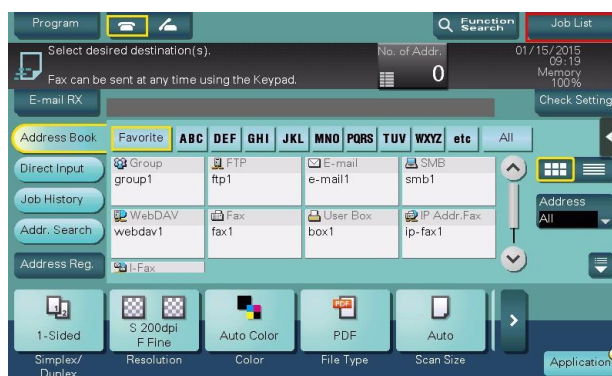 Program
Function Search
Job List
Select desired destination(s).
Fax can be sent at any time using the Keypad.
No. of Addr.
0
01/15/2015
09:19
Memory
100%
E-mail RX
Check Setting
Address Book
Favorite ABC DEF GHI JKL MNO PQRS TUV WXYZ etc All
Direct Input
Job History
Addr. Search
Address Reg.
Group FTP E-mail SMB
group1 ftp1 e-mail1 smb1
WebDAV Fax User Box IP Addr.Fax
webdav1 fax1 box1 ip-fax1
I-Fax
Address
All
1-Sided
S 200dpi
F Fine
Auto Color
PDF
PDF
Auto
Simplex/
Duplex
Resolution
Color
File Type
Scan Size
Application